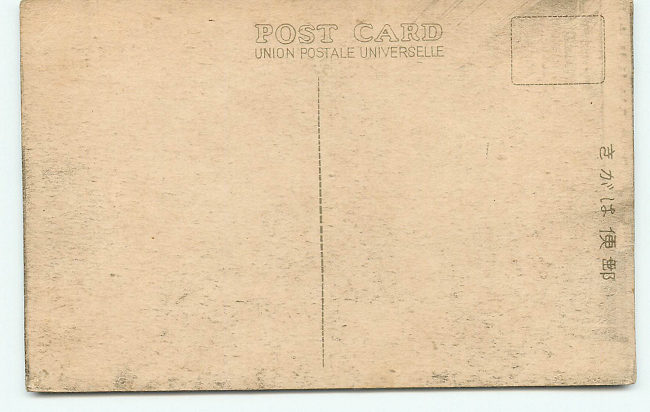 POST CARD
UNION POSTALE UNIVERSELLE
きがは便郵